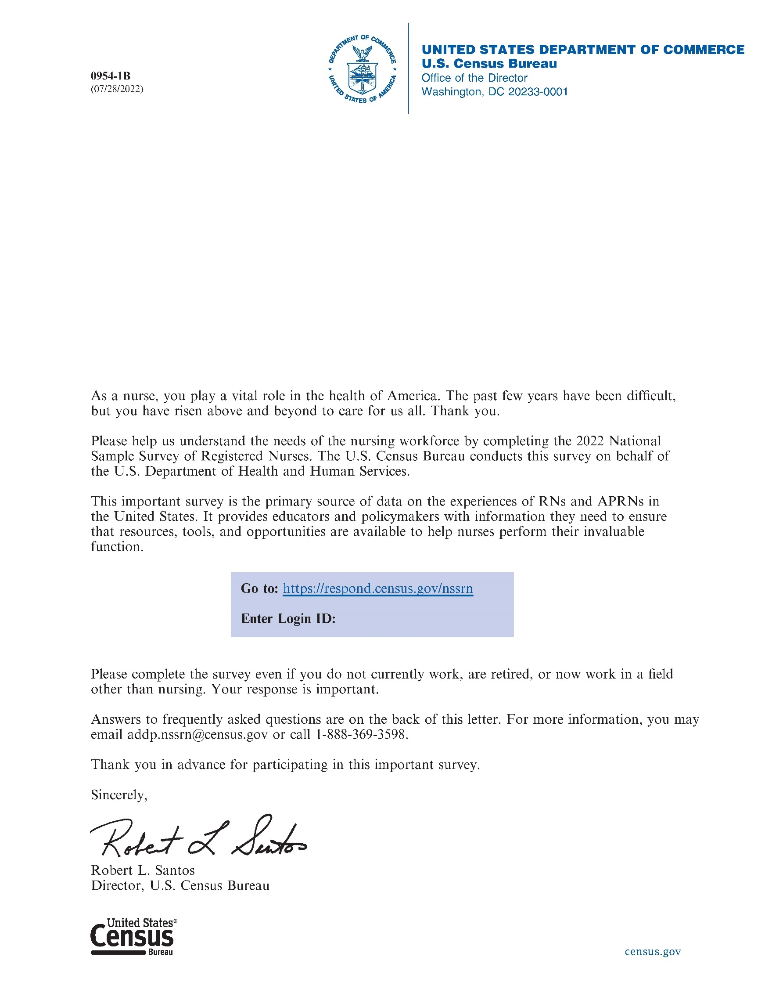 0954-1B
(07/28/2022)
DEPARTMENT OF COMMERCE
UNITED STATES OF AMERICA
UNITED STATES DEPARTMENT OF COMMERCE
U.S. Census Bureau
Office of the Director
Washington, DC 20233-0001
As a nurse, you play a vital role in the health of America. The past few years have been difficult,
but you have risen above and beyond to care for us all. Thank you.
Please help us understand the needs of the nursing workforce by completing the 2022 National
Sample Survey of Registered Nurses. The U.S. Census Bureau conducts this survey on behalf of
the U.S. Department of Health and Human Services.
This important survey is the primary source of data on the experiences of RNs and APRNs in
the United States. It provides educators and policymakers with information they need to ensure
that resources, tools, and opportunities are available to help nurses perform their invaluable
function.
Go to: https://respond.census.gov/nssrn
Enter Login ID:
Please complete the survey even if you do not currently work, are retired, or now work in a field
other than nursing. Your response is important.
Answers to frequently asked questions are on the back of this letter. For more information, you may
email addp.nssrn@census.gov or call 1-888-369-3598.
Thank you in advance for participating in this important survey.
Sincerely,
Robert L Santos
Robert L. Santos
Director, U.S. Census Bureau
United States®
Census
Bureau
census.gov